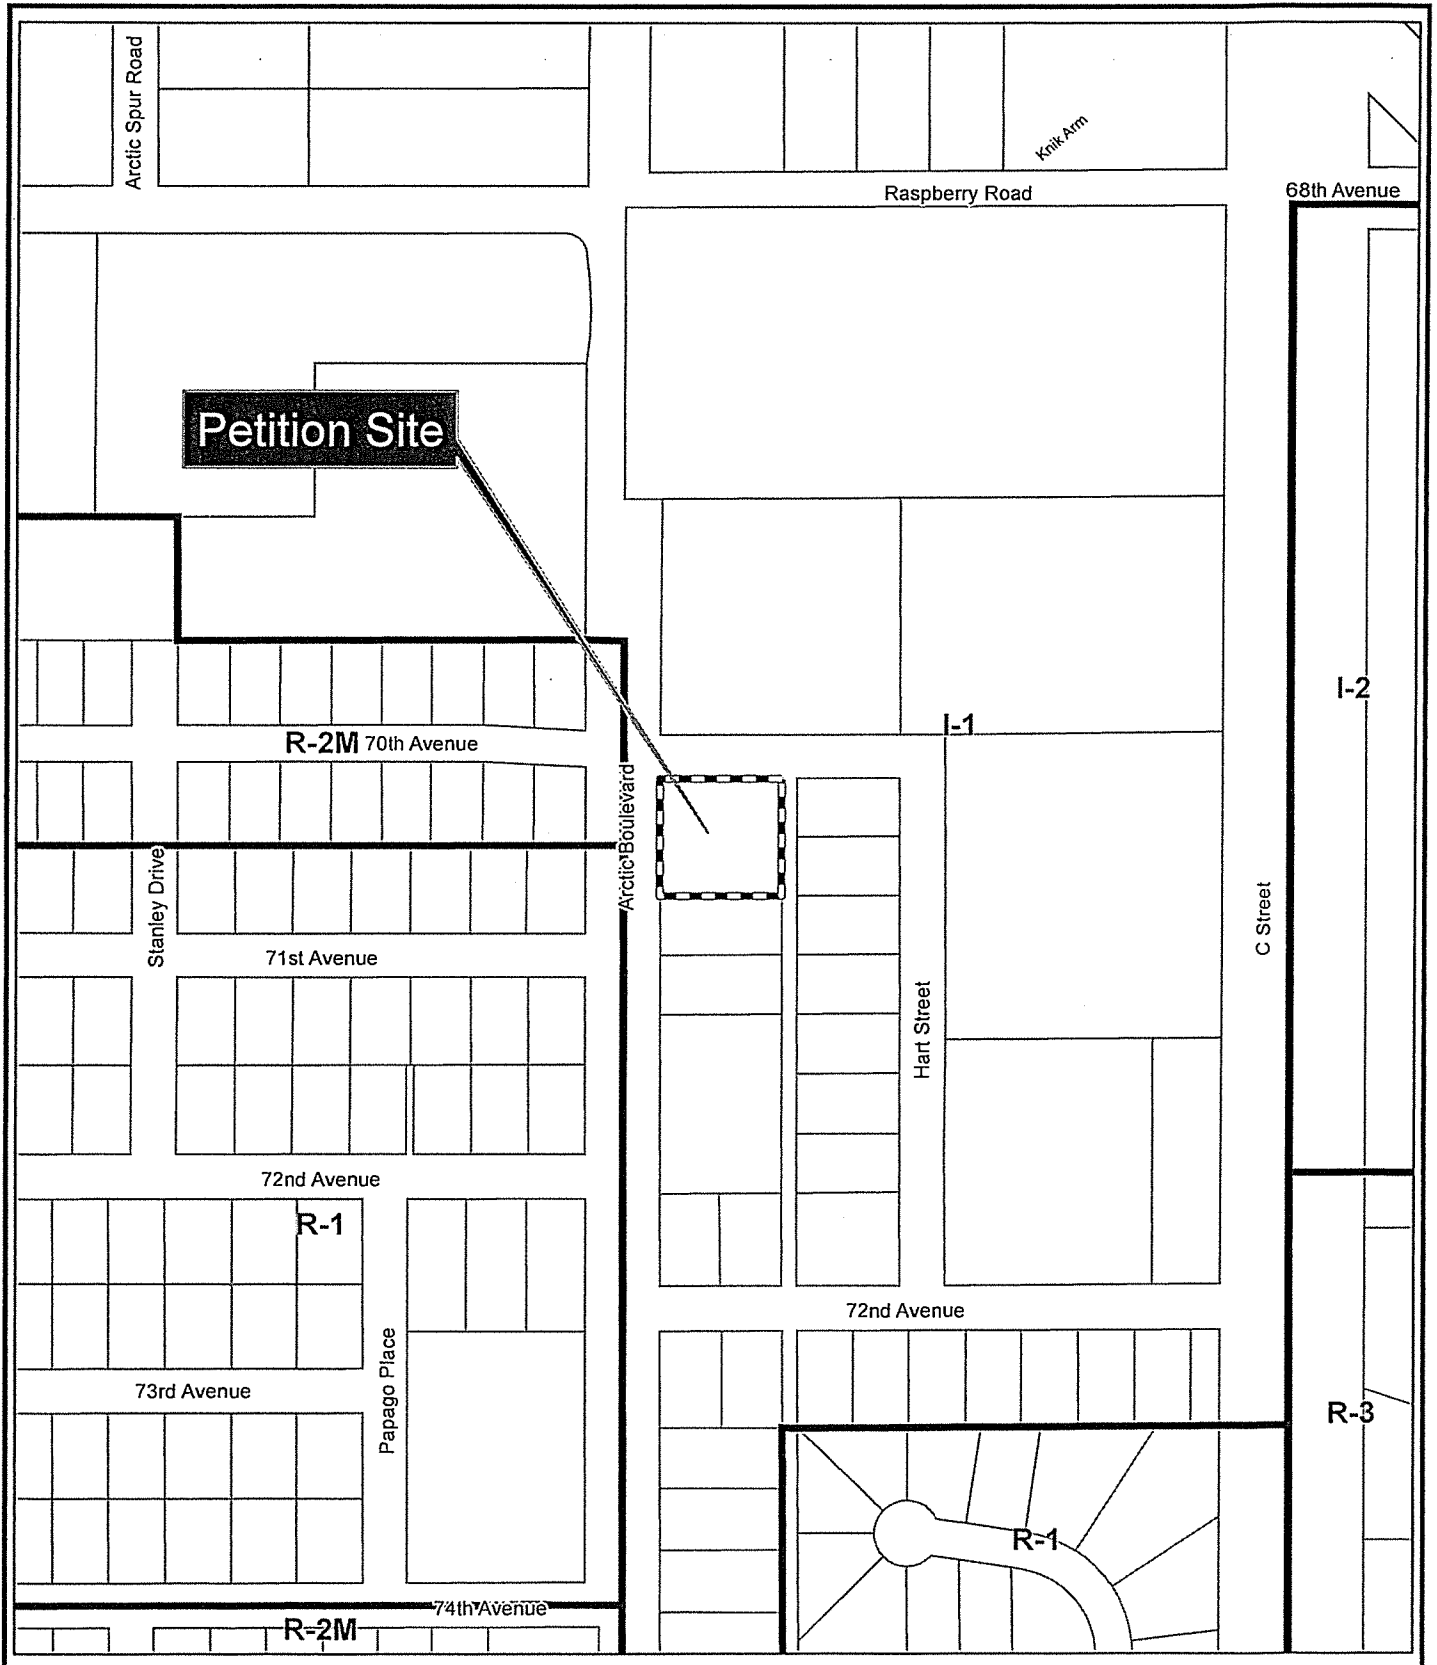 Arctic Spur Road
Knik Arm
Raspberry Road
68th Avenue
Petition Site
I-2
I-1
R-2M
70th Avenue
Arctic Boulevard
Stanley Drive
C Street
71st Avenue
Hart Street
72nd Avenue
R-1
72nd Avenue
Papago Place
73rd Avenue
R-3
R-1
74th Avenue
R-2M